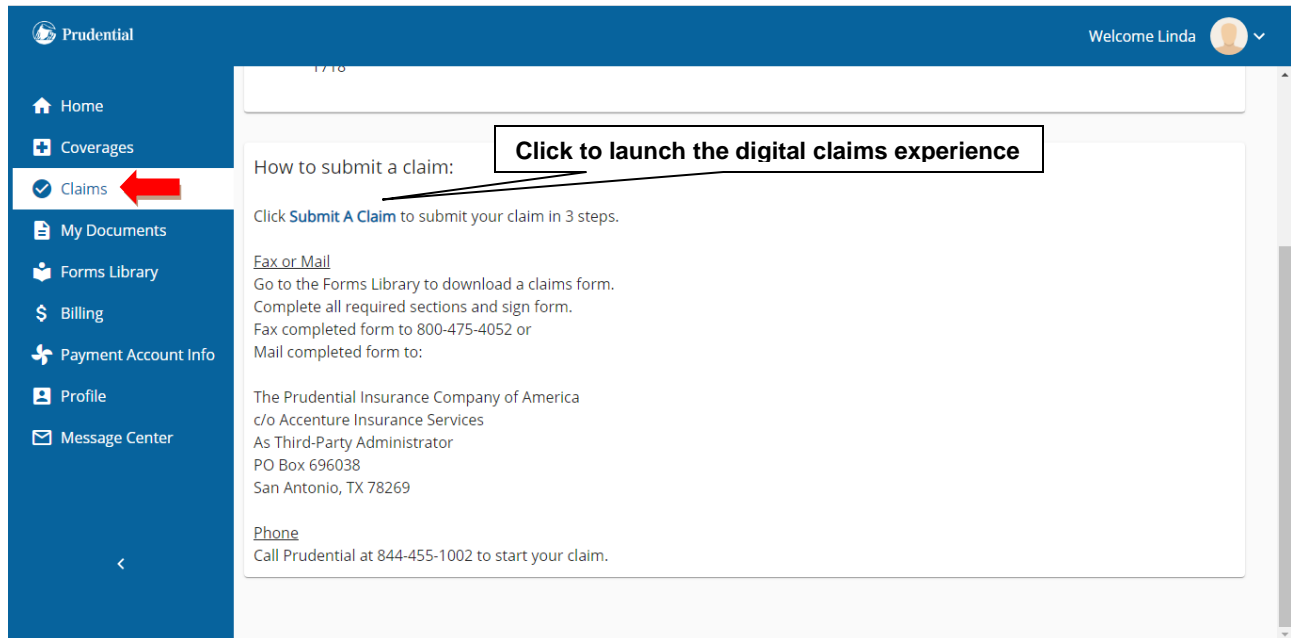 Prudential
Welcome Linda
Home
Coverages
Claims
My Documents
Forms Library
$ Billing
Payment Account Info
Profile
Message Center
1718
Click to launch the digital claims experience
How to submit a claim:
Click Submit A Claim to submit your claim in 3 steps.
Fax or Mail
Go to the Forms Library to download a claims form.
Complete all required sections and sign form.
Fax completed form to 800-475-4052 or
Mail completed form to:
The Prudential Insurance Company of America
c/o Accenture Insurance Services
As Third-Party Administrator
PO Box 696038
San Antonio, TX 78269
Phone
Call Prudential at 844-455-1002 to start your claim.